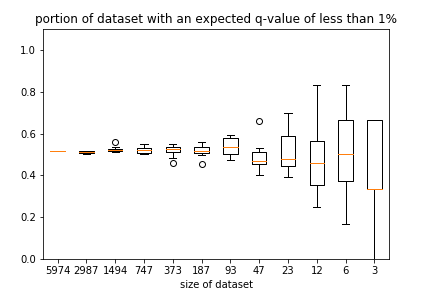 portion of dataset with an expected q-value of less than 1%
1.0
0.8
0.6
0.4
0.2
0.0
5974 2987 1494 747 373 187 93 47 23 12 6 3
size of dataset